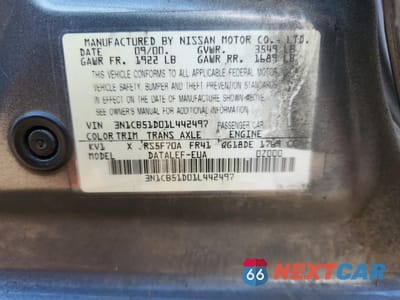 MANUFACTURED BY NISSAN MOTOR CO., LTD.
DATE 09/00. GVWR. 3549 LB
GAWR FR. 1922 LB GAWR RR. 1689 LB
THIS VEHICLE CONFORMS TO ALL APPLICABLE FEDERAL MOTOR
VEHICLE SAFETY, BUMPER AND THEFT PREVENTION STANDARDS
IN EFFECT ON THE DATE OF MANUFACTURE SHOWN ABOVE.
SEE OWNER'S MANUAL FOR ADDITIONAL INFORMATION.
VIN 3N1CB51D01L442497 PASSENGER CAR
COLOR TRIM TRANS AXLE ENGINE
KV1 X RS5F70A FR41 QG18DE 1769
MODEL DATALEF-EUA 0Z000
3N1CB51D01L442497
66 NEXTCAR